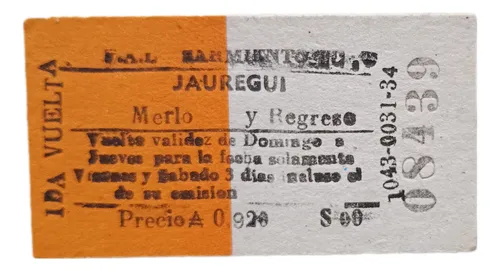 IDA VUELTA
SARMIENTO
JAUREGUI
Merlo y Regreso
Vuelta validez de Domingo a
Jueves para la fecha solamente
Viernes y Sabado 3 dias incluso el
de su emision
Precio A 0,920 S 00
1043-0031-34
08439